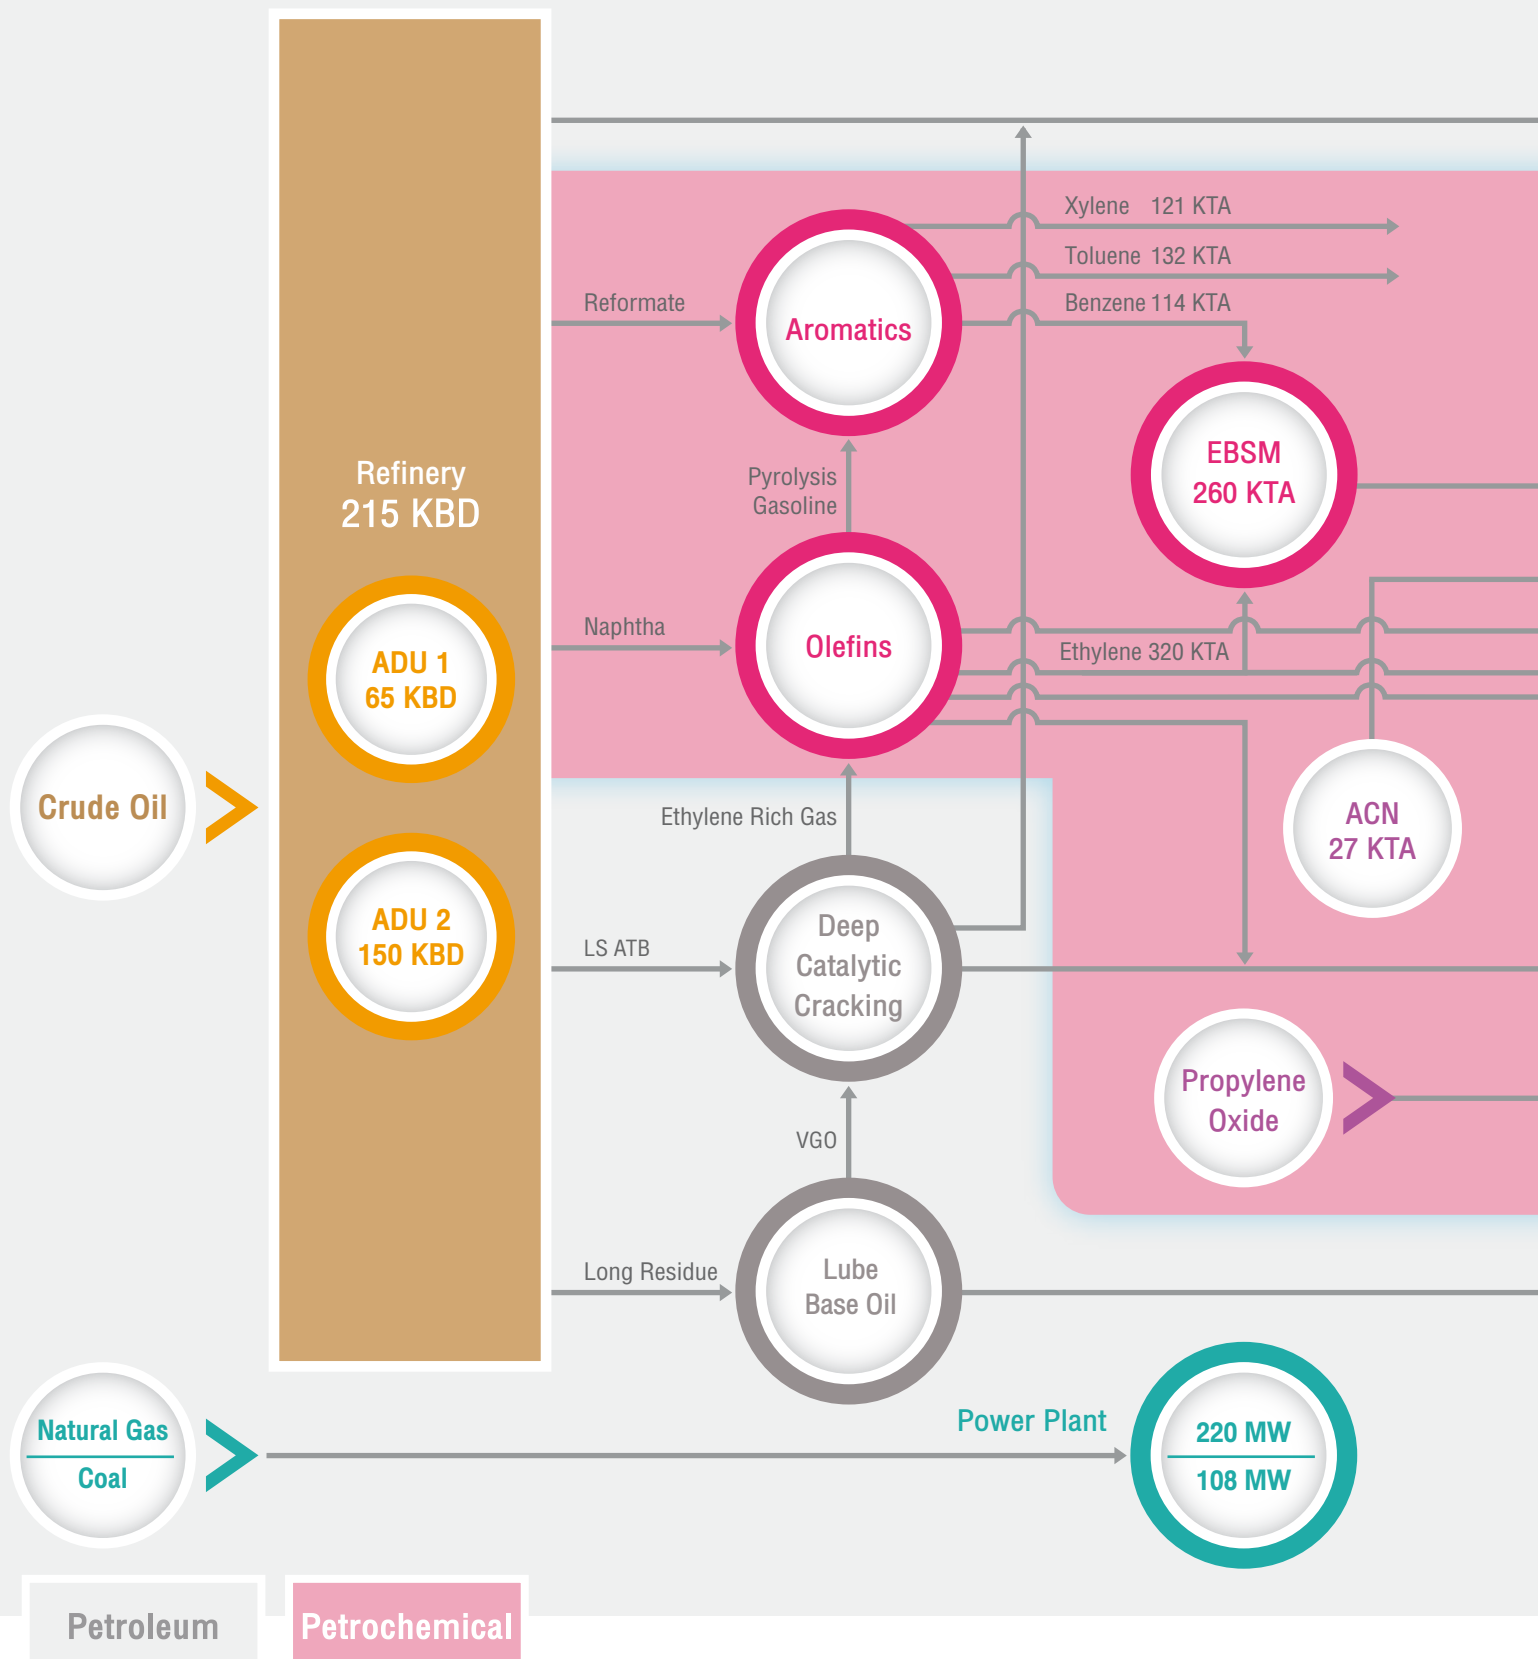 Xylene 121 KTA
Toluene 132 KTA
Reformate
Benzene 114 KTA
Aromatics
EBSM
260 KTA
Refinery
215 KBD
Pyrolysis
Gasoline
Naphtha
Olefins
Ethylene 320 KTA
ADU 1
65 KBD
Crude Oil
Ethylene Rich Gas
ACN
27 KTA
ADU 2
150 KBD
LS ATB
Deep
Catalytic
Cracking
Propylene
Oxide
VGO
Long Residue
Lube
Base Oil
Natural Gas
Coal
Power Plant
220 MW
108 MW
Petroleum
Petrochemical